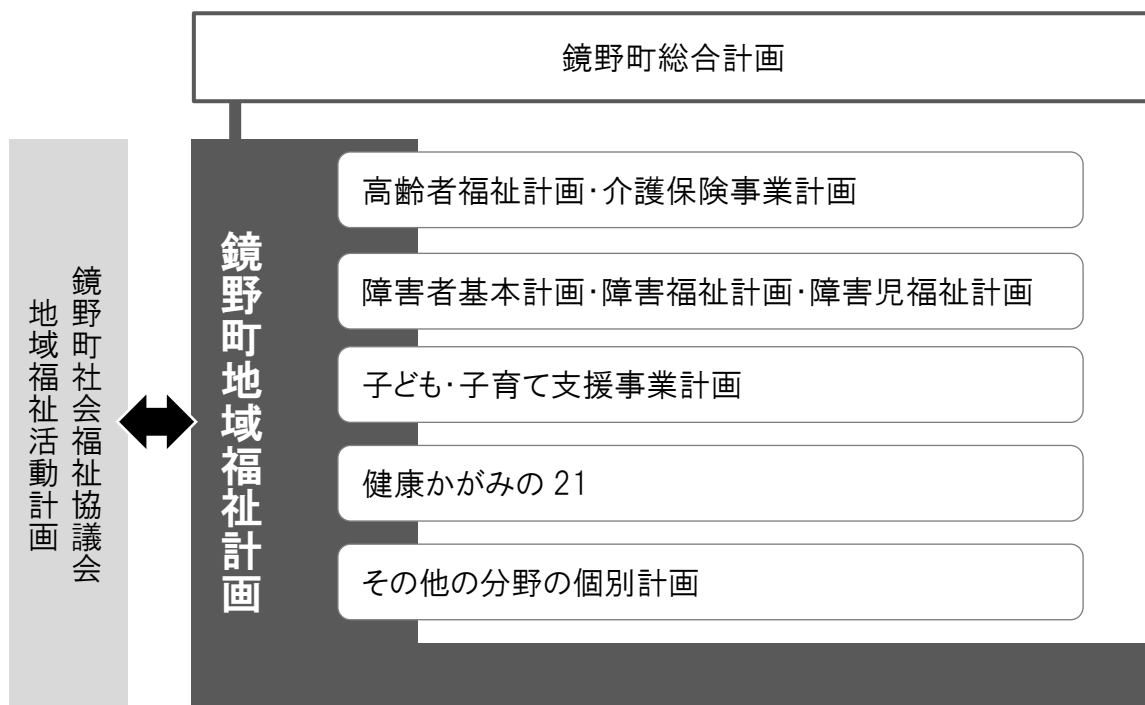 鏡野町総合計画
鏡野町社会福祉協議会
地域福祉活動計画
鏡野町地域福祉計画
高齢者福祉計画･介護保険事業計画
障害者基本計画･障害福祉計画･障害児福祉計画
子ども･子育て支援事業計画
健康かがみの 21
その他の分野の個別計画